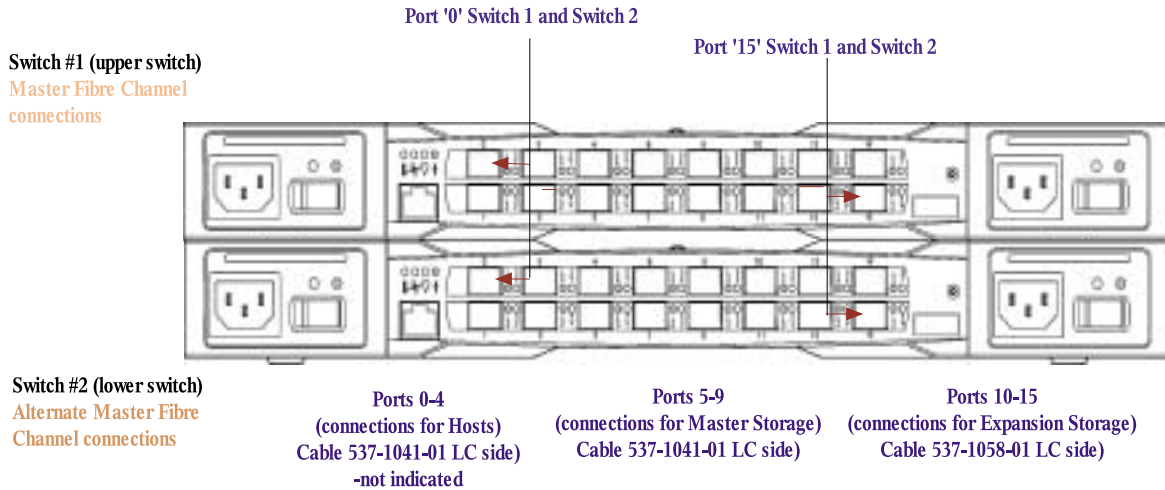 Port '0' Switch 1 and Switch 2
Port '15' Switch 1 and Switch 2
Switch #1 (upper switch)
Master Fibre Channel
connections
Switch #2 (lower switch)
Alternate Master Fibre
Channel connections
Ports 0-4
(connections for Hosts)
Cable 537-1041-01 LC side)
-not indicated
Ports 5-9
(connections for Master Storage)
Cable 537-1041-01 LC side)
Ports 10-15
(connections for Expansion Storage)
Cable 537-1058-01 LC side)